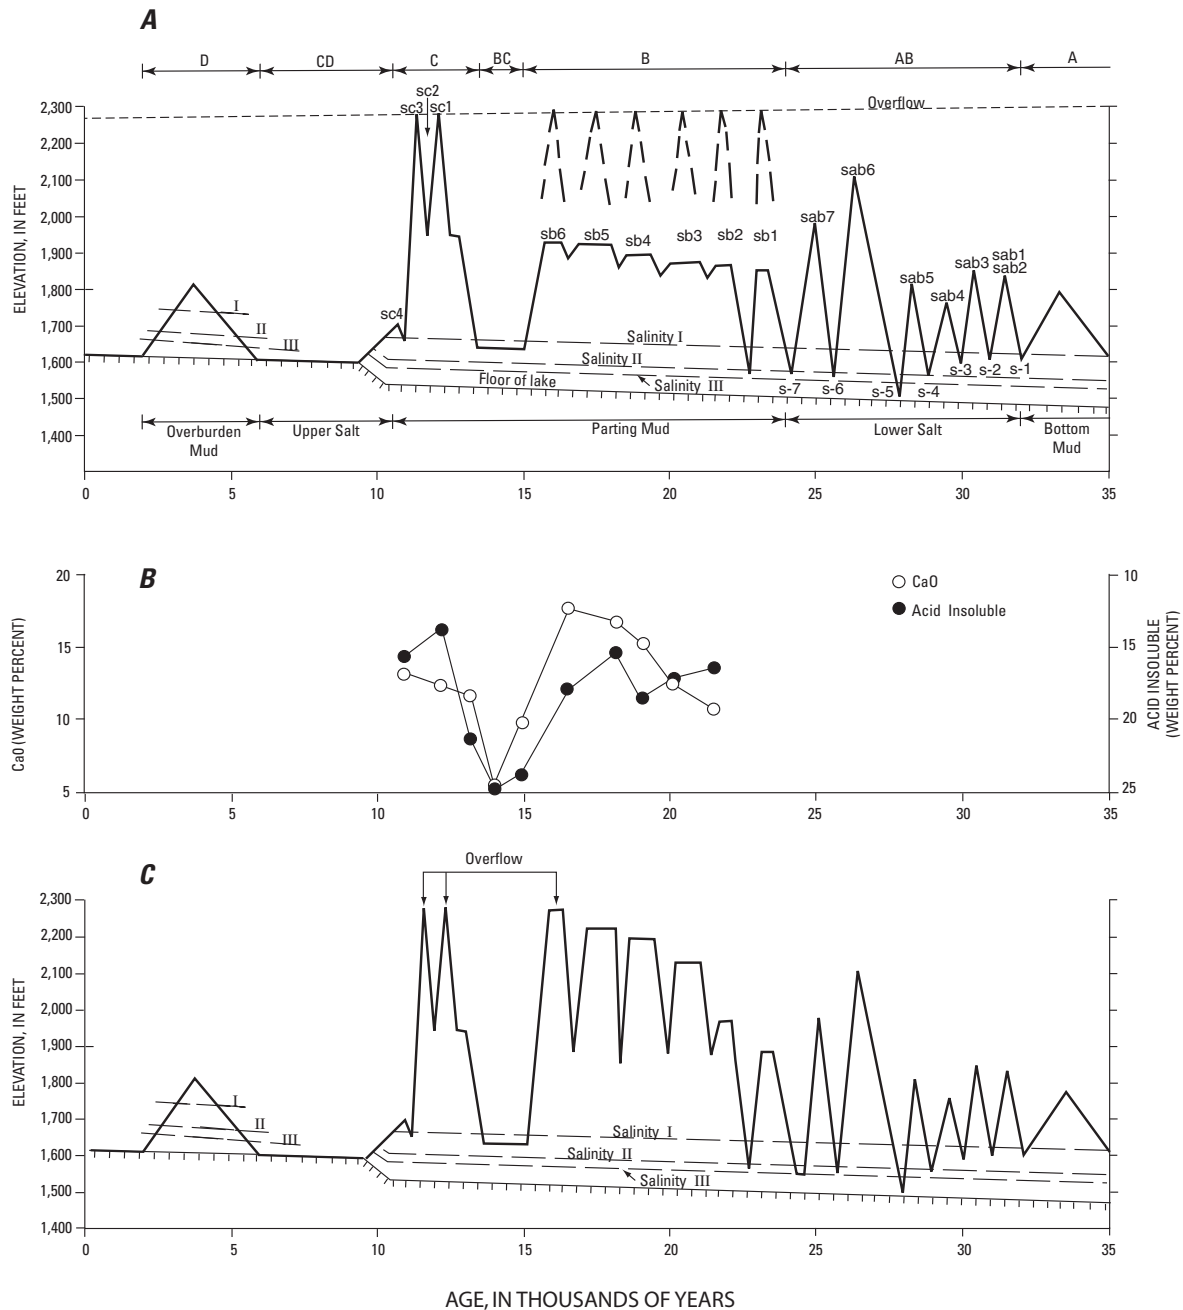 A
D CD C BC B AB A
sc2
sc3 sc1
Overflow
2,300
2,200
2,100
2,000
1,900
1,800
1,700
1,600
1,500
1,400
ELEVATION, IN FEET
sab6
sab7
sb6 sb5 sb4 sb3 sb2 sb1
sab3 sab1
sab2
sab5
sab4
sc4
I
II
III
Salinity I
Salinity II
Salinity III
Floor of lake
s-7 s-6 s-5 s-4 s-3 s-2 s-1
Overburden
Mud
Upper Salt
Parting Mud
Lower Salt
Bottom
Mud
0 5 10 15 20 25 30 35
B
20
15
10
5
CaO (WEIGHT PERCENT)
CaO
Acid Insoluble
10
15
20
25
ACID INSOLUBLE
(WEIGHT PERCENT)
0 5 10 15 20 25 30 35
C
Overflow
2,300
2,200
2,100
2,000
1,900
1,800
1,700
1,600
1,500
1,400
ELEVATION, IN FEET
I
II
III
Salinity I
Salinity II
Salinity III
0 5 10 15 20 25 30 35
AGE, IN THOUSANDS OF YEARS